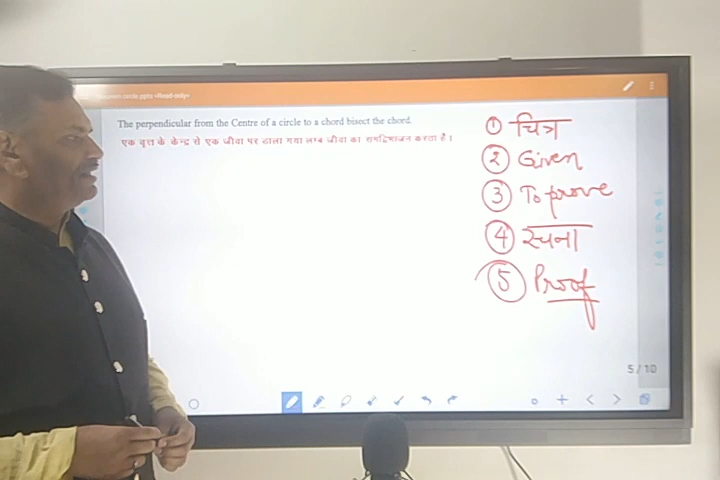 The perpendicular from the Centre of a circle to a chord bisect the chord.
एक वृत्त के केन्द्र से एक जीवा पर डाला गया लम्ब जीवा का समद्विभाजन करता है।
① चित्र
② Given
③ To prove
④ रचना
⑤ Proof
5/10